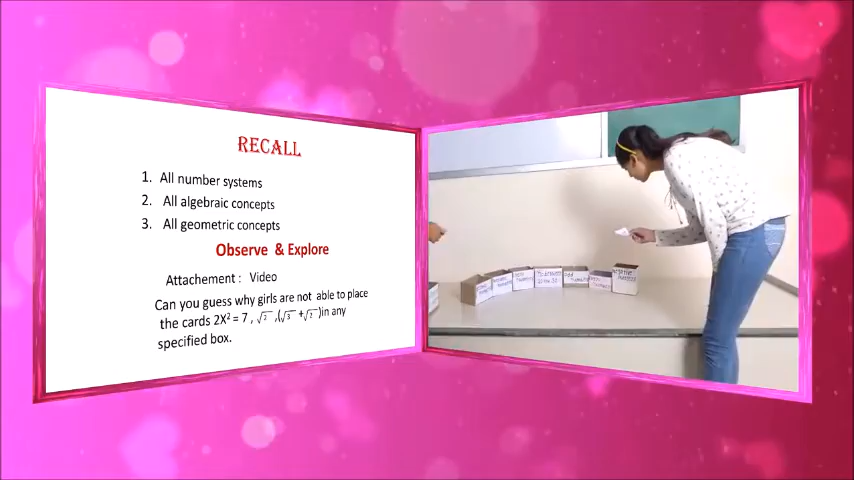 RECALL
1. All number systems
2. All algebraic concepts
3. All geometric concepts
Observe & Explore
Attachement : Video
Can you guess why girls are not able to place
the cards 2X² = 7 , √2 ,(√3 +√2)in any
specified box.